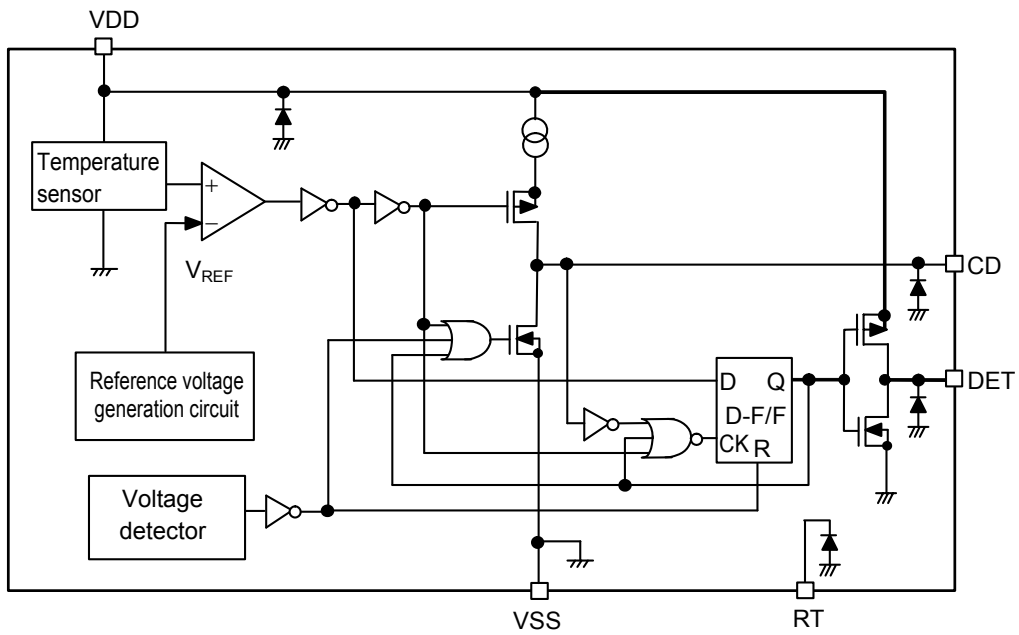 VDD
Temperature
sensor
+
−
VREF
CD
Reference voltage
generation circuit
D Q
D-F/F
CK R
DET
Voltage
detector
VSS
RT